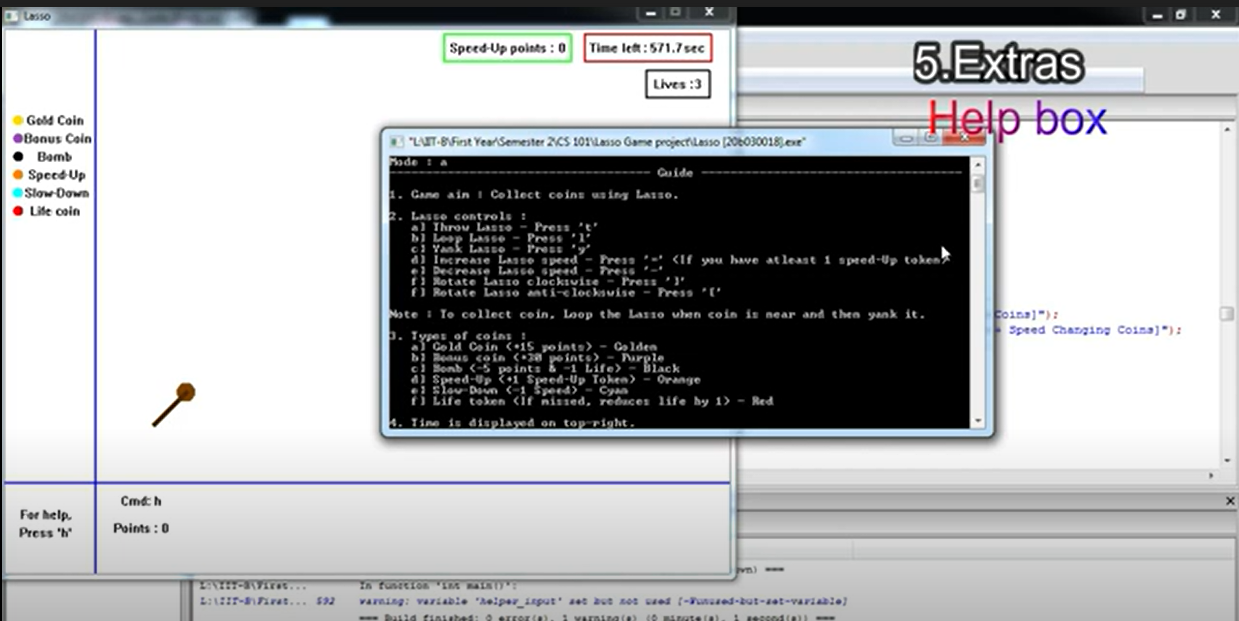 Lasso
Speed-Up points : 0
Time left : 571.7sec
Lives :3
5.Extras
Help box
Gold Coin
Bonus Coin
Bomb
Speed-Up
Slow-Down
Life coin
"L:\IIT-B\First Year\Semester 2\CS 101\Lasso Game project\Lasso [20b030018].exe"
Mode : a
Guide
1. Game aim : Collect coins using Lasso.
2. Lasso controls :
a] Throw Lasso - Press 't'
b] Loop Lasso - Press 'l'
c] Yank Lasso - Press 'y'
d] Increase Lasso speed - Press '=' <If you have atleast 1 speed-Up token>
e] Decrease Lasso speed - Press '-'
f] Rotate Lasso clockwise - Press ']'
f] Rotate Lasso anti-clockwise - Press '['
Note : To collect coin, Loop the Lasso when coin is near and then yank it.
3. Types of coins :
a] Gold Coin <+15 points> - Golden
b] Bonus coin <+30 points> - Purple
c] Bomb <-5 points & -1 Life> - Black
d] Speed-Up <+1 Speed-Up Token> - Orange
e] Slow-Down <-1 Speed> - Cyan
f] Life token <If missed, reduces life by 1> - Red
4. Time is displayed on top-right.
Coins]");
Speed Changing Coins]");
Cmd: h
For help,
Press 'h'
Points : 0
own) ===
L:\IIT-B\First... In function 'int main()':
L:\IIT-B\First... 592 warning: variable 'helper_input' set but not used [-Wunused-but-set-variable]
=== Build finished: 0 error(s), 1 warning(s) (0 minute(s), 1 second(s)) ===